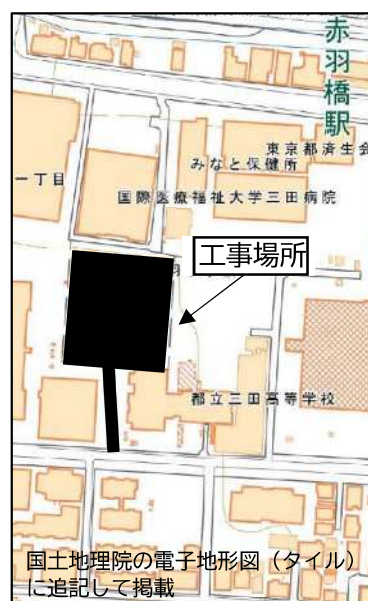 赤羽橋駅
東京都済生会
みなと保健所
一丁目
国際医療福祉大学三田病院
工事場所
都立三田高等学校
国土地理院の電子地形図（タイル）
に追記して掲載